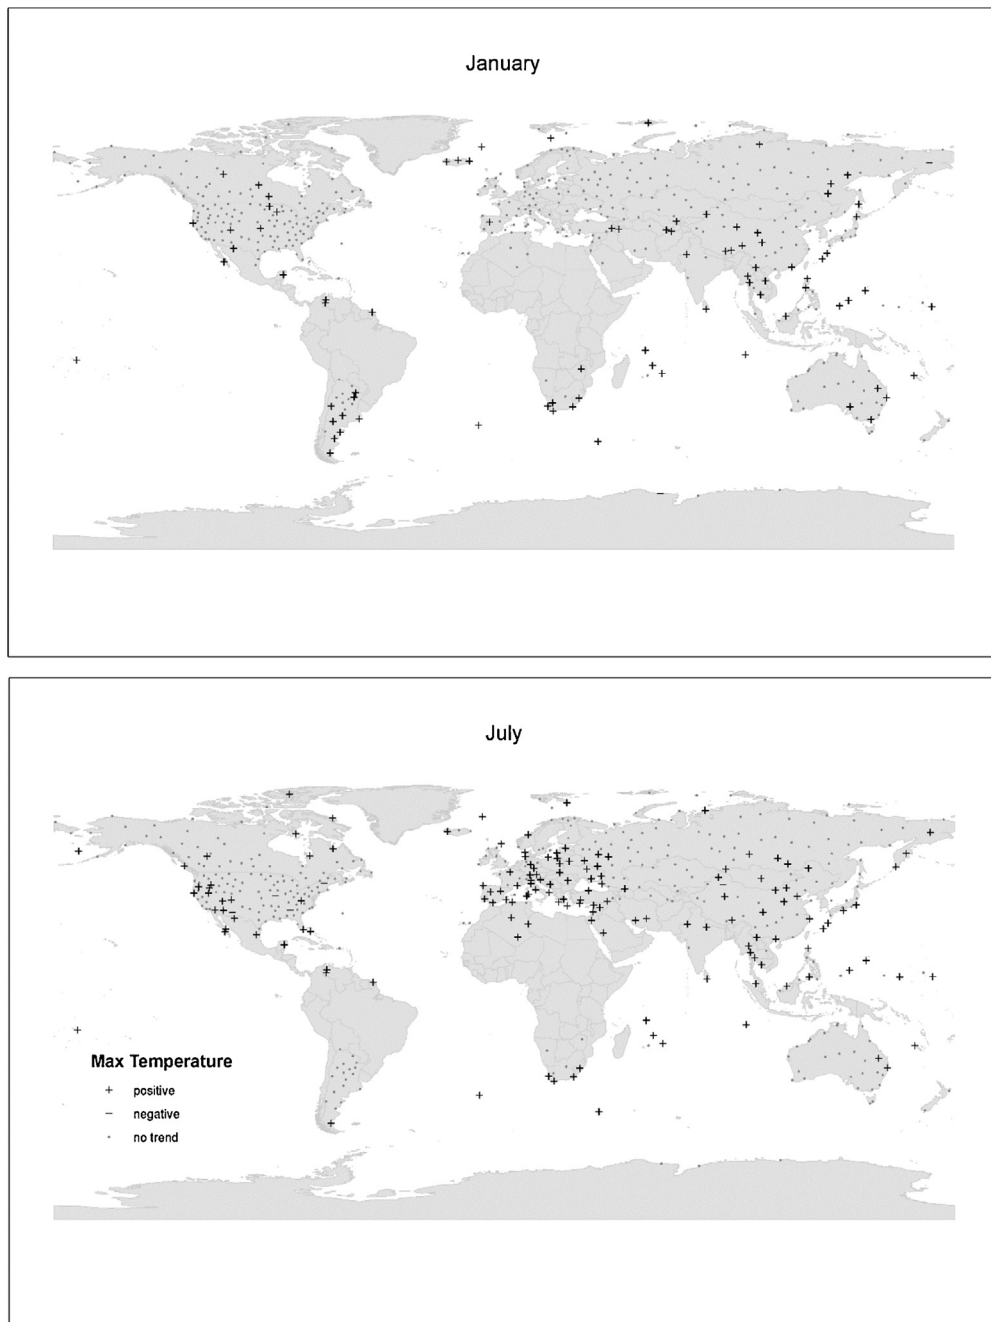 January
July
Max Temperature
+ positive
− negative
• no trend